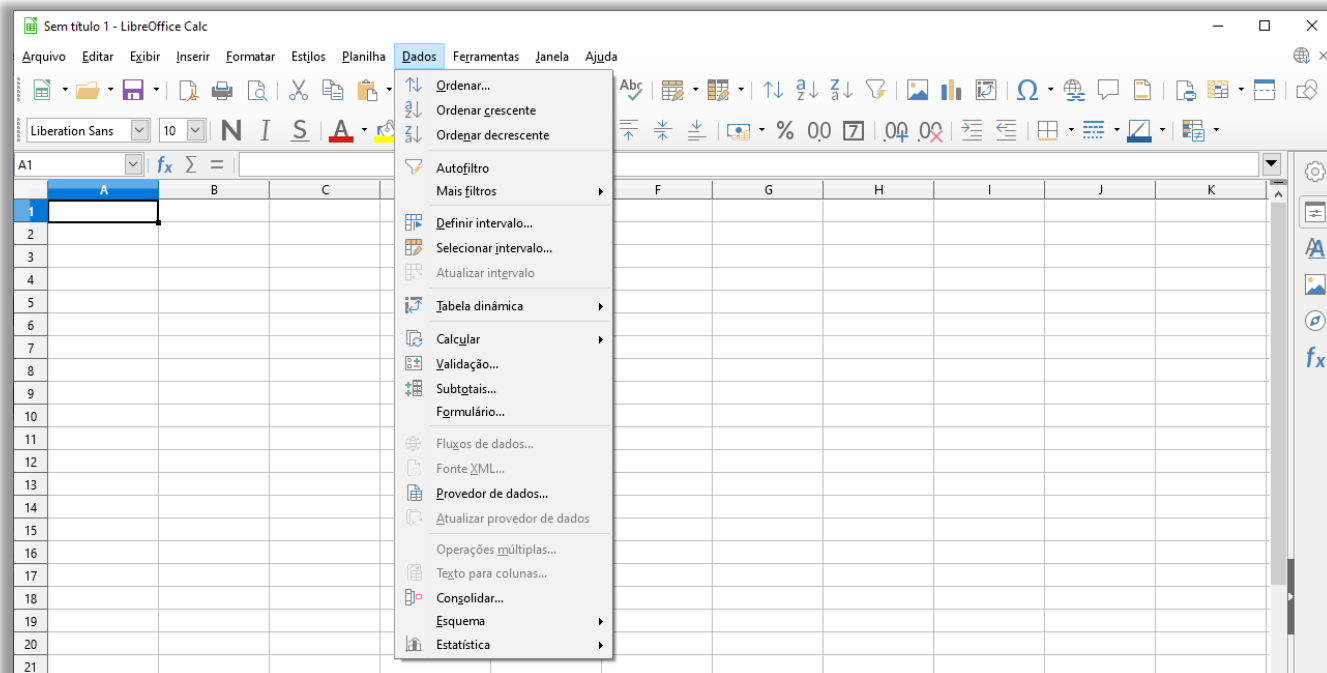 Sem título 1 - LibreOffice Calc
Arquivo Editar Exibir Inserir Formatar Estilos Planilha Dados Ferramentas Janela Ajuda
Liberation Sans 10 N I S A % 00 7 .00 .00
A1 fx Σ =
A B C F G H I J K
1
2
3
4
5
6
7
8
9
10
11
12
13
14
15
16
17
18
19
20
21
Ordenar...
Ordenar crescente
Ordenar decrescente
Autofiltro
Mais filtros
Definir intervalo...
Selecionar intervalo...
Atualizar intervalo
Tabela dinâmica
Calcular
Validação...
Subtotais...
Formulário...
Fluxos de dados...
Fonte XML...
Provedor de dados...
Atualizar provedor de dados
Operações múltiplas...
Texto para colunas...
Consolidar...
Esquema
Estatística